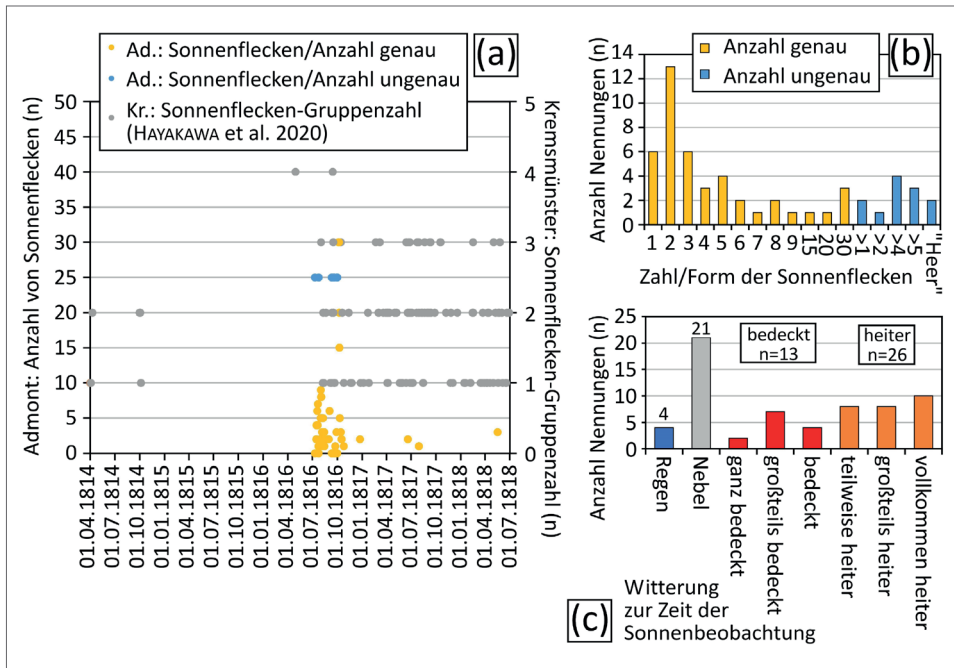 (a)
Ad.: Sonnenflecken/Anzahl genau
Ad.: Sonnenflecken/Anzahl ungenau
Kr.: Sonnenflecken-Gruppenzahl
(HAYAKAWA et al. 2020)
Admont: Anzahl von Sonnenflecken (n)
50
45
40
35
30
25
20
15
10
5
0
Kremsmünster: Sonnenflecken-Gruppenzahl (n)
5
4
3
2
1
0
01.04.1814
01.07.1814
01.10.1814
01.01.1815
01.04.1815
01.07.1815
01.10.1815
01.01.1816
01.04.1816
01.07.1816
01.10.1816
01.01.1817
01.04.1817
01.07.1817
01.10.1817
01.01.1818
01.04.1818
01.07.1818
(b)
Anzahl genau
Anzahl ungenau
Anzahl Nennungen (n)
14
12
10
8
6
4
2
0
1
2
3
4
5
6
7
8
9
15
20
30
>1
>2
>4
>5
"Heer"
Zahl/Form der Sonnenflecken
Anzahl Nennungen (n)
25
20
15
10
5
0
4
21
bedeckt
n=13
heiter
n=26
Regen
Nebel
ganz bedeckt
großteils bedeckt
bedeckt
teilweise heiter
großteils heiter
vollkommen heiter
(c)
Witterung
zur Zeit der
Sonnenbeobachtung